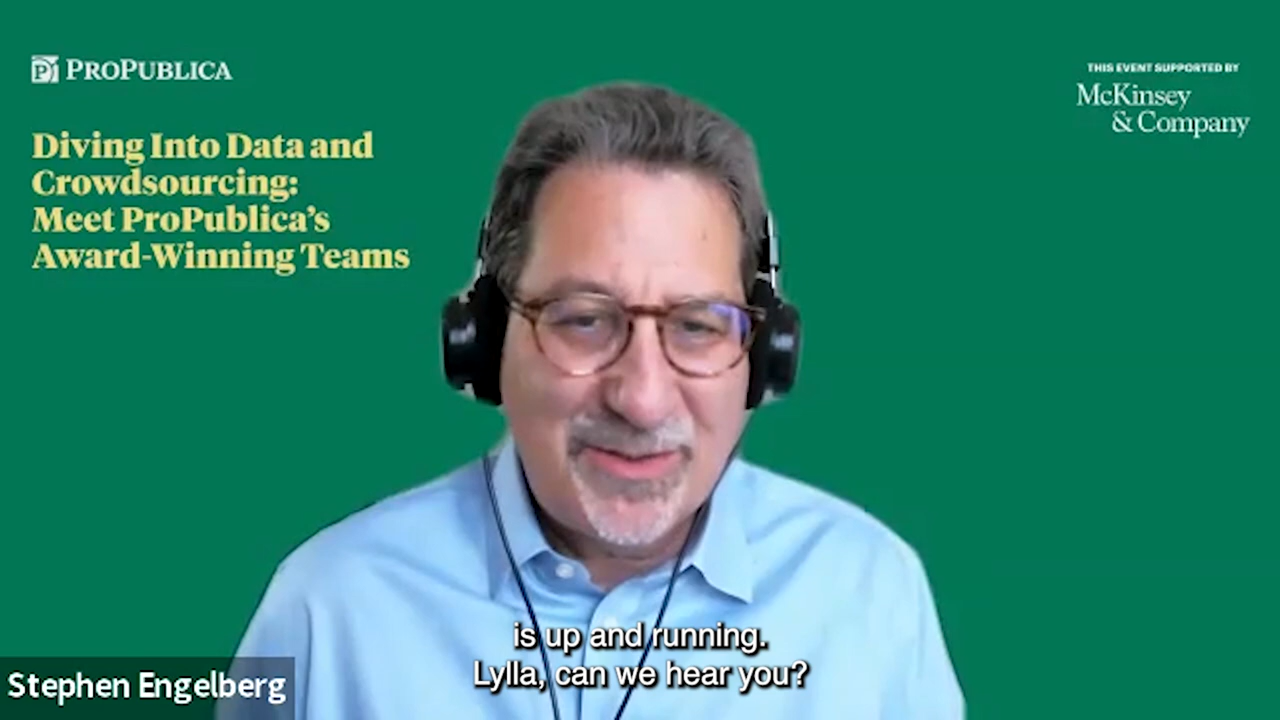 PROPUBLICA
Diving Into Data and
Crowdsourcing:
Meet ProPublica’s
Award-Winning Teams
THIS EVENT SUPPORTED BY
McKinsey
& Company
is up and running.
Lylla, can we hear you?
Stephen Engelberg